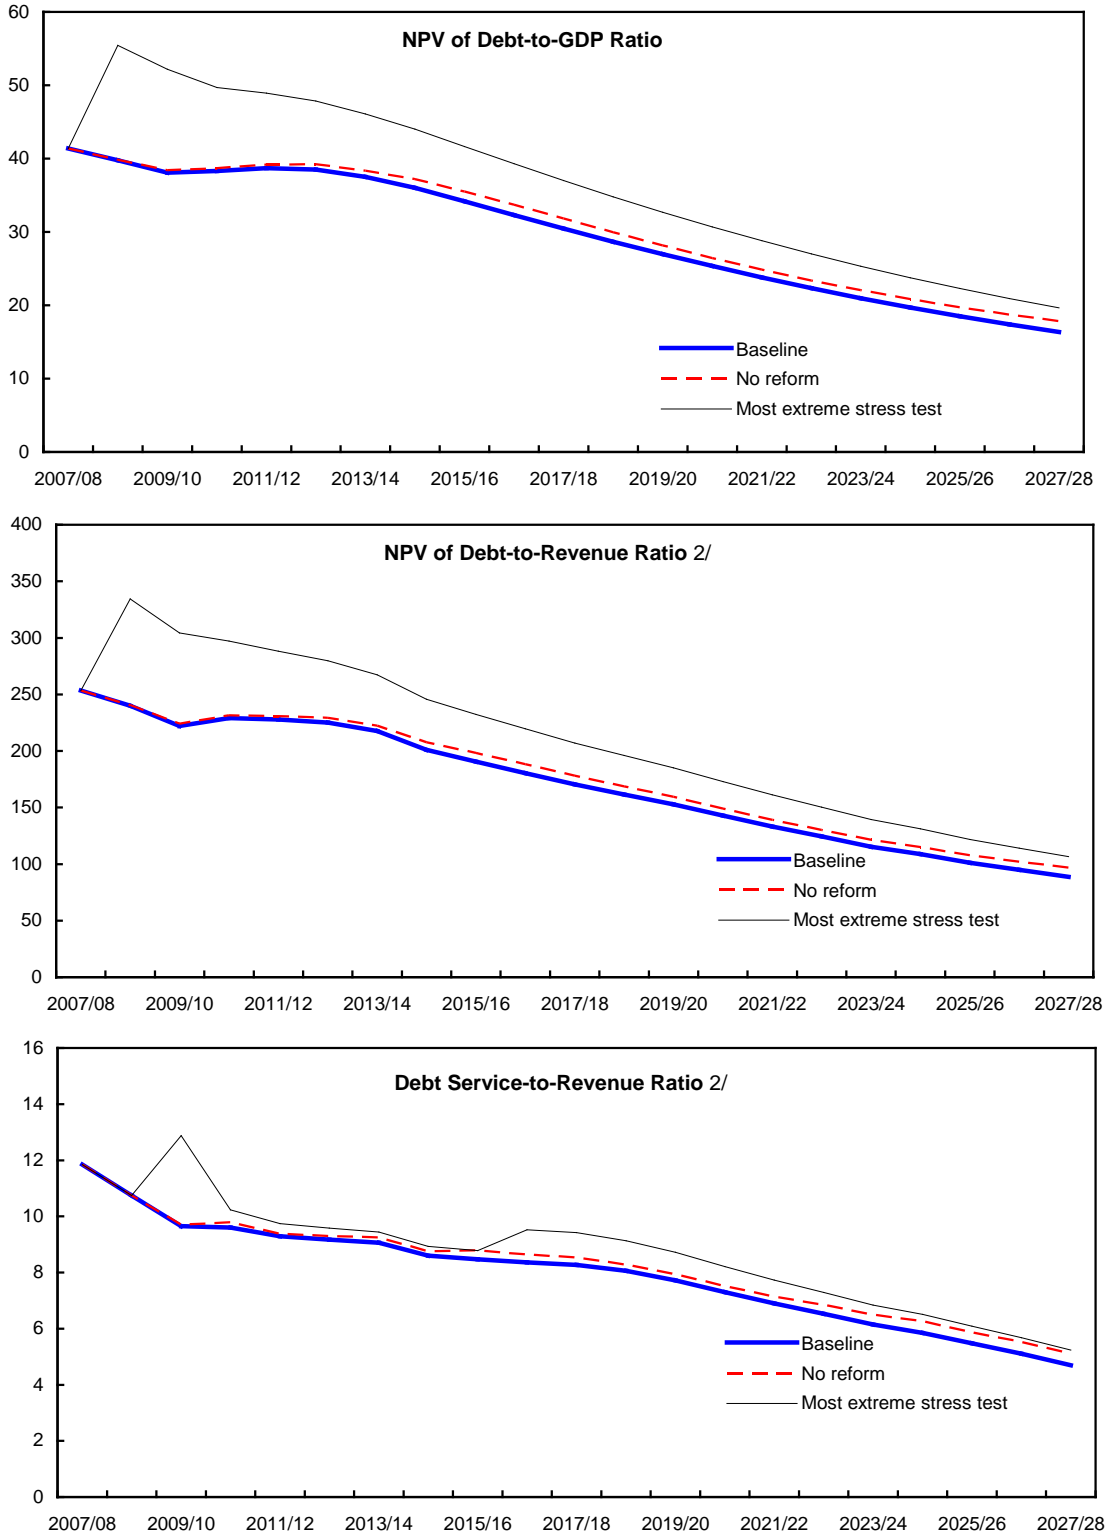 NPV of Debt-to-GDP Ratio
60
50
40
30
20
10
0
Baseline
No reform
Most extreme stress test
2007/08 2009/10 2011/12 2013/14 2015/16 2017/18 2019/20 2021/22 2023/24 2025/26 2027/28
NPV of Debt-to-Revenue Ratio 2/
400
350
300
250
200
150
100
50
0
Baseline
No reform
Most extreme stress test
2007/08 2009/10 2011/12 2013/14 2015/16 2017/18 2019/20 2021/22 2023/24 2025/26 2027/28
Debt Service-to-Revenue Ratio 2/
16
14
12
10
8
6
4
2
0
Baseline
No reform
Most extreme stress test
2007/08 2009/10 2011/12 2013/14 2015/16 2017/18 2019/20 2021/22 2023/24 2025/26 2027/28